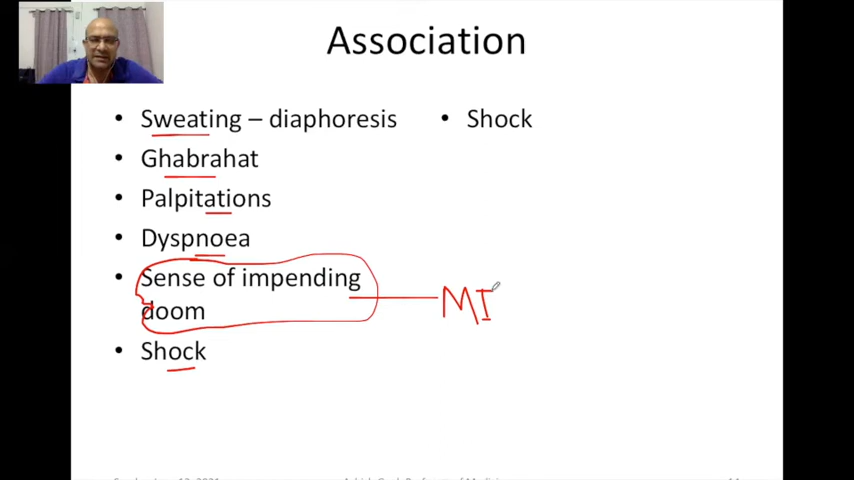 Association
• Sweating – diaphoresis
• Ghabrahat
• Palpitations
• Dyspnoea
• Sense of impending
doom
• Shock
• Shock
MI